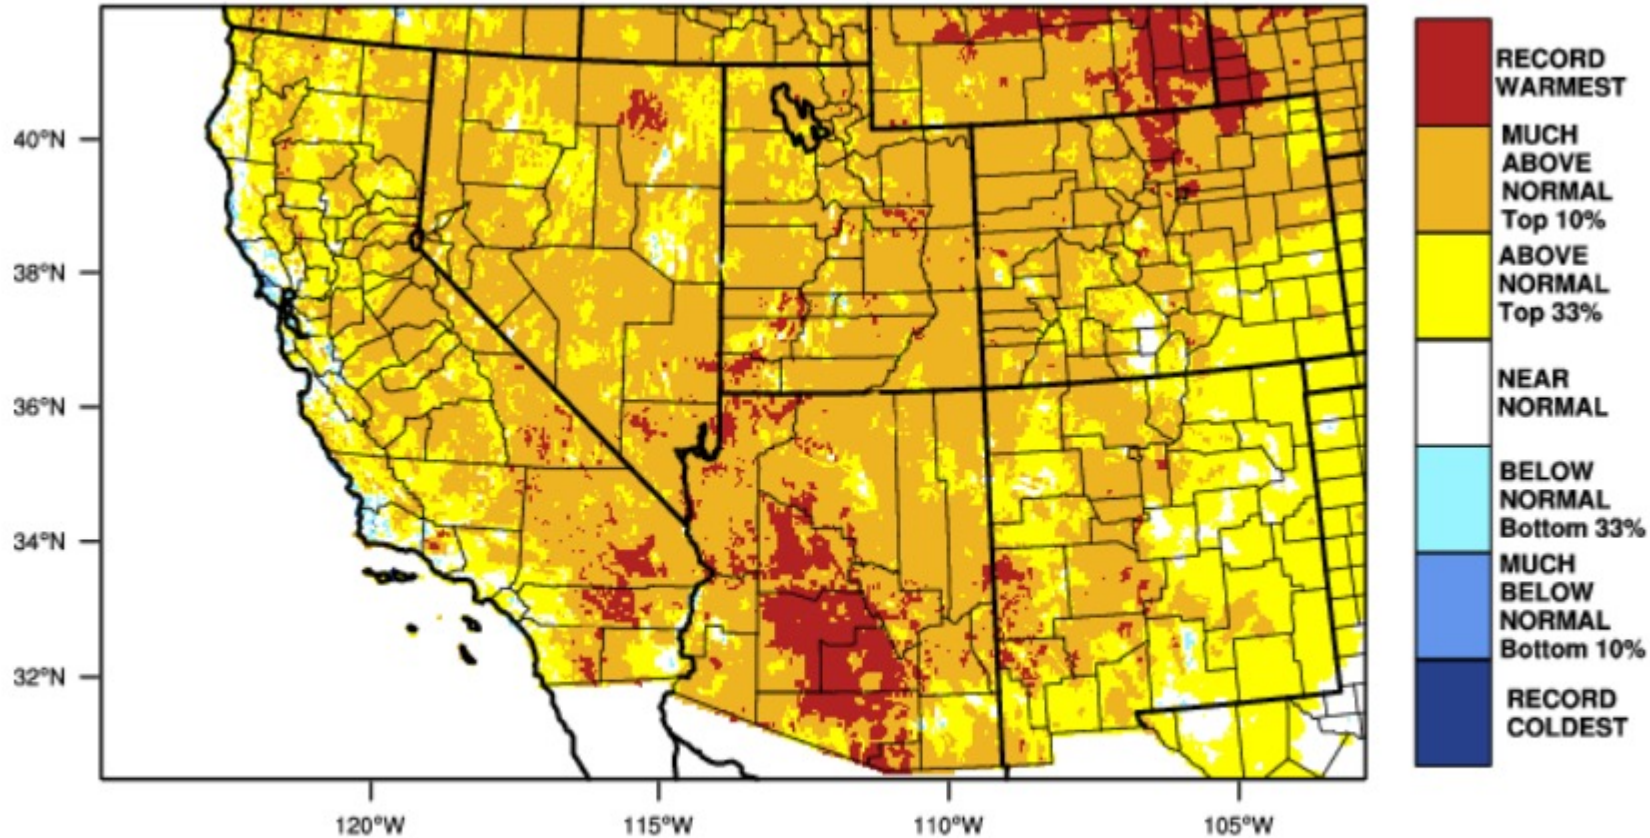 40°N
38°N
36°N
34°N
32°N
120°W
115°W
110°W
105°W
RECORD
WARMEST
MUCH
ABOVE
NORMAL
Top 10%
ABOVE
NORMAL
Top 33%
NEAR
NORMAL
BELOW
NORMAL
Bottom 33%
MUCH
BELOW
NORMAL
Bottom 10%
RECORD
COLDEST